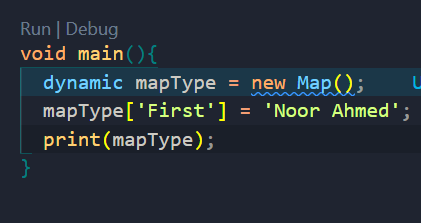 Run | Debug
void main(){
  dynamic mapType = new Map();
  mapType['First'] = 'Noor Ahmed';
  print(mapType);
}